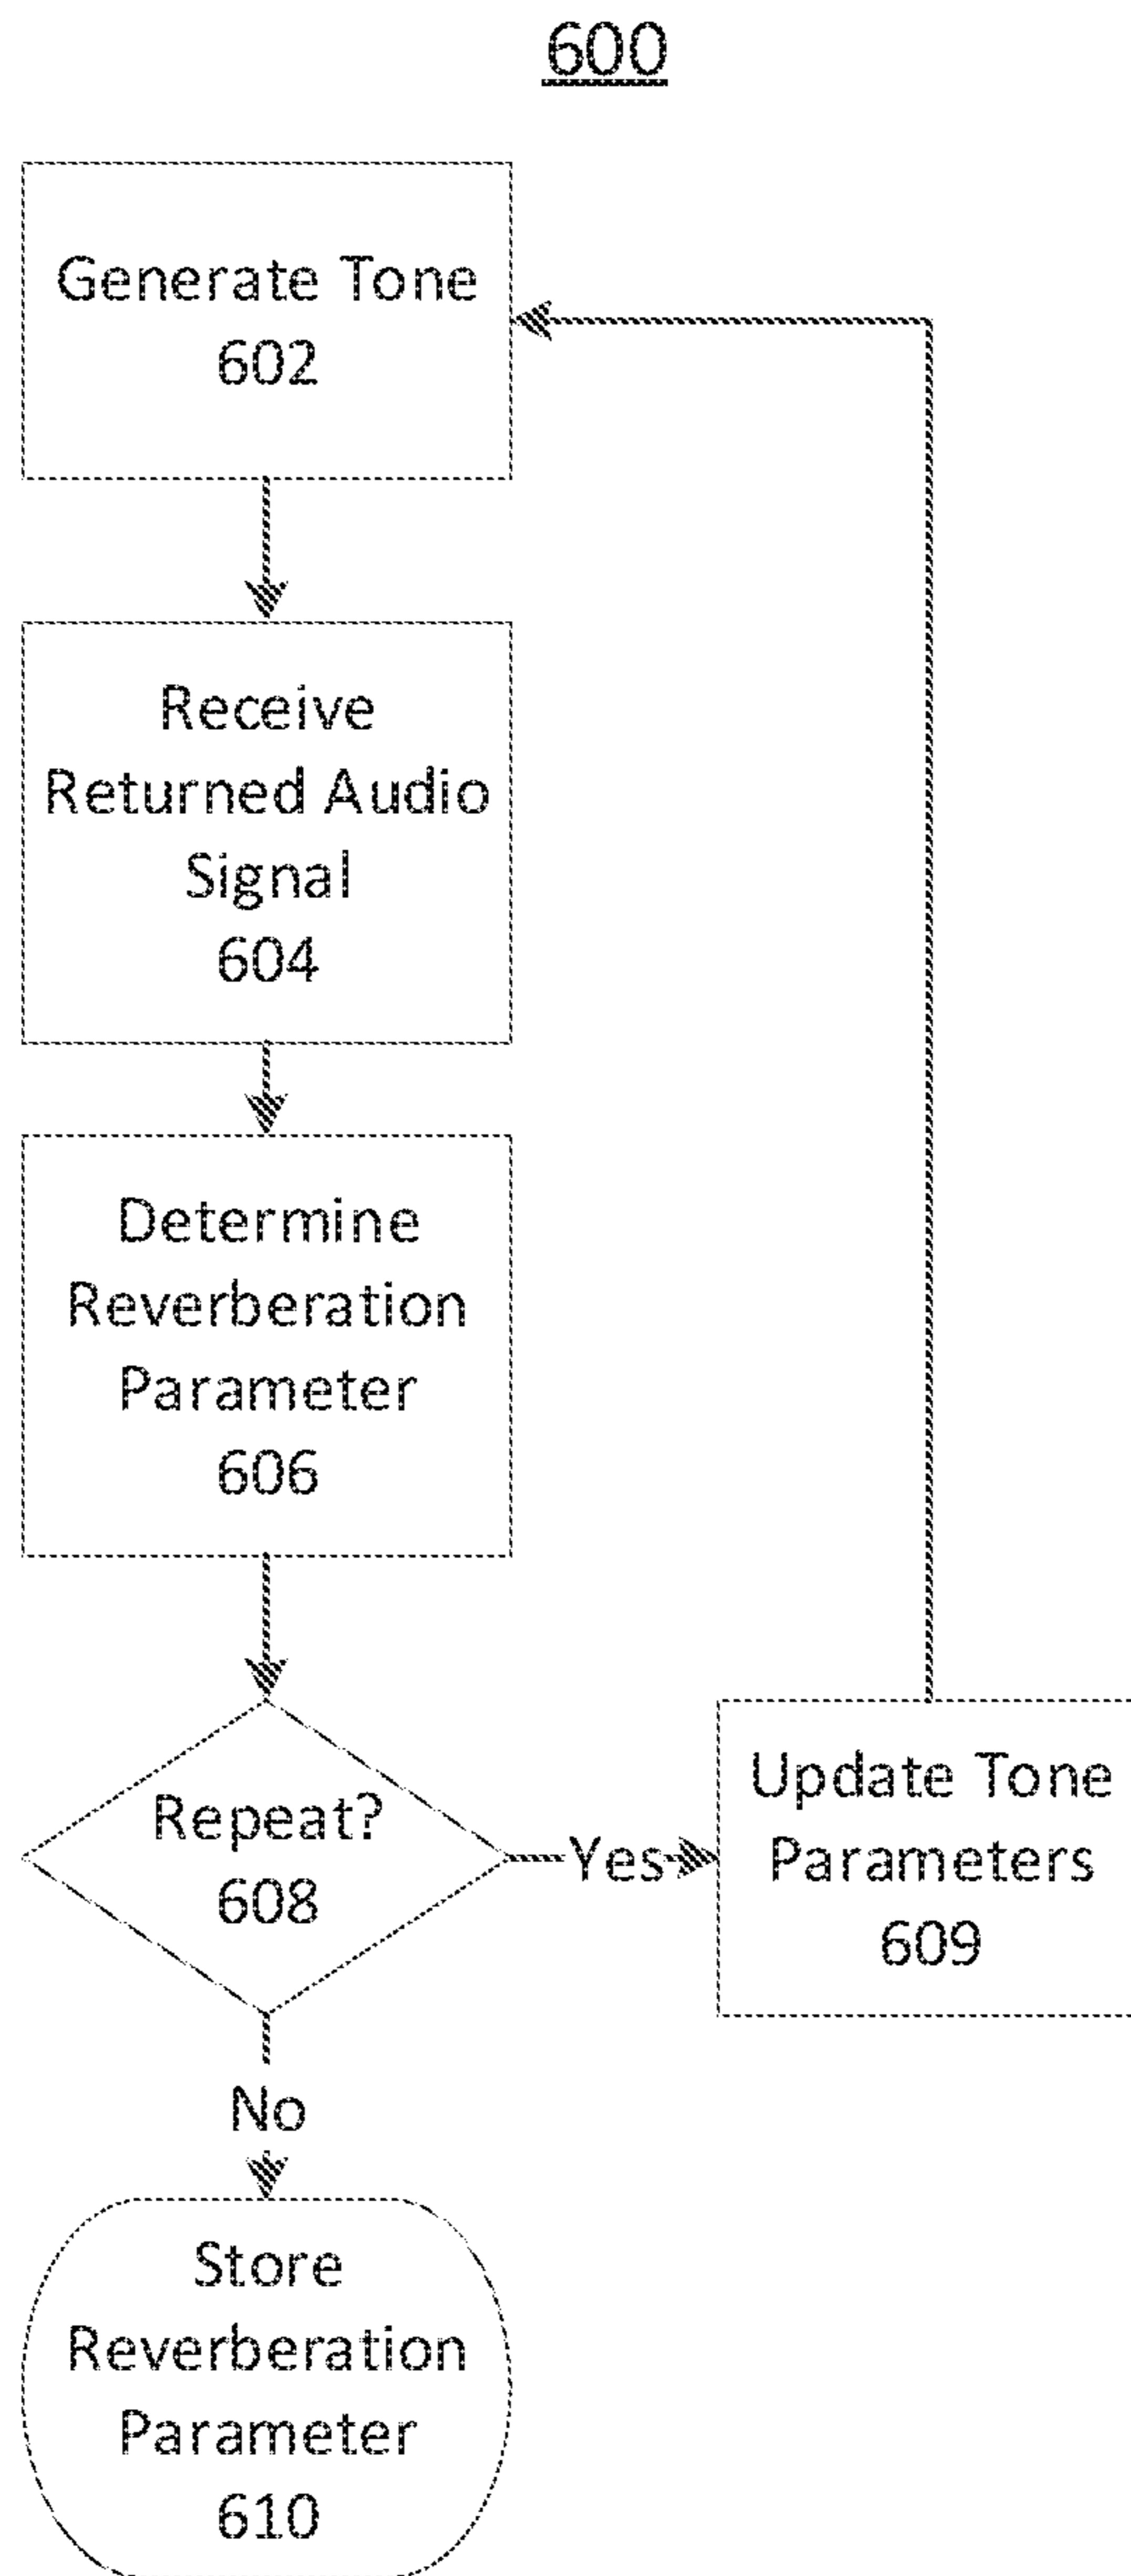 600
Generate Tone
602
Receive
Returned Audio
Signal
604
Determine
Reverberation
Parameter
606
Repeat?
608
Yes
Update Tone
Parameters
609
No
Store
Reverberation
Parameter
610